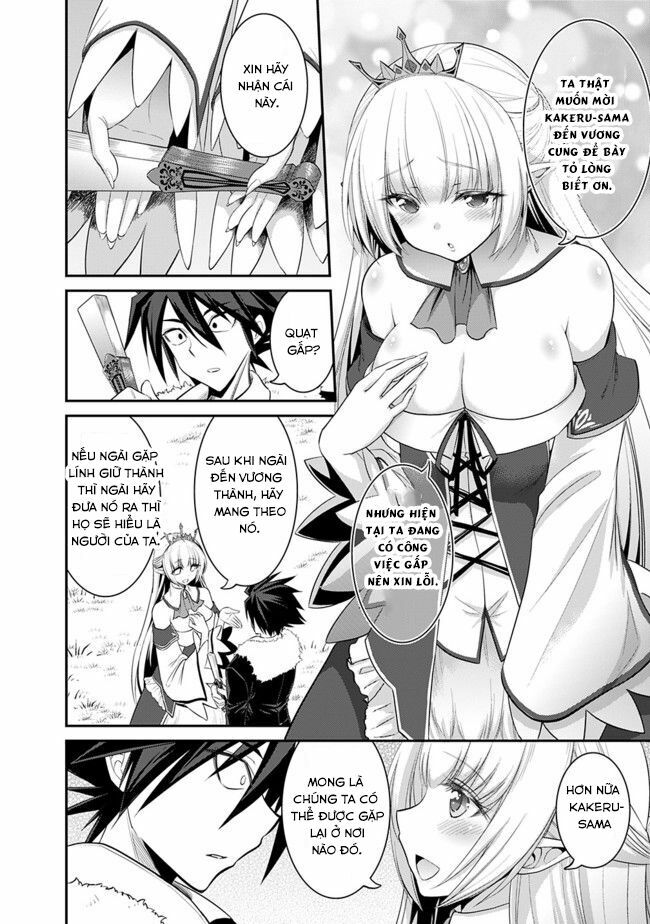 TA THẬT
MUỐN MỜI
KAKERU-SAMA
ĐẾN VƯƠNG
CUNG ĐỂ BÀY
TỎ LÒNG
BIẾT ƠN.
NHƯNG HIỆN
TẠI TA ĐANG
CÓ CÔNG
VIỆC GẤP
NÊN XIN LỖI.
XIN HÃY
NHẬN CÁI
NÀY.
QUẠT
GẤP?
SAU KHI NGÀI
ĐẾN VƯƠNG
THÀNH, HÃY
MANG THEO
NÓ.
NẾU NGÀI GẶP
LÍNH GIỮ THÀNH
THÌ NGÀI HÃY
ĐƯA NÓ RA THÌ
HỌ SẼ HIỂU LÀ
NGƯỜI CỦA TA.
HƠN NỮA
KAKERU-
SAMA
MONG LÀ
CHÚNG TA CÓ
THỂ ĐƯỢC GẶP
LẠI Ở NƠI
NÀO ĐÓ.